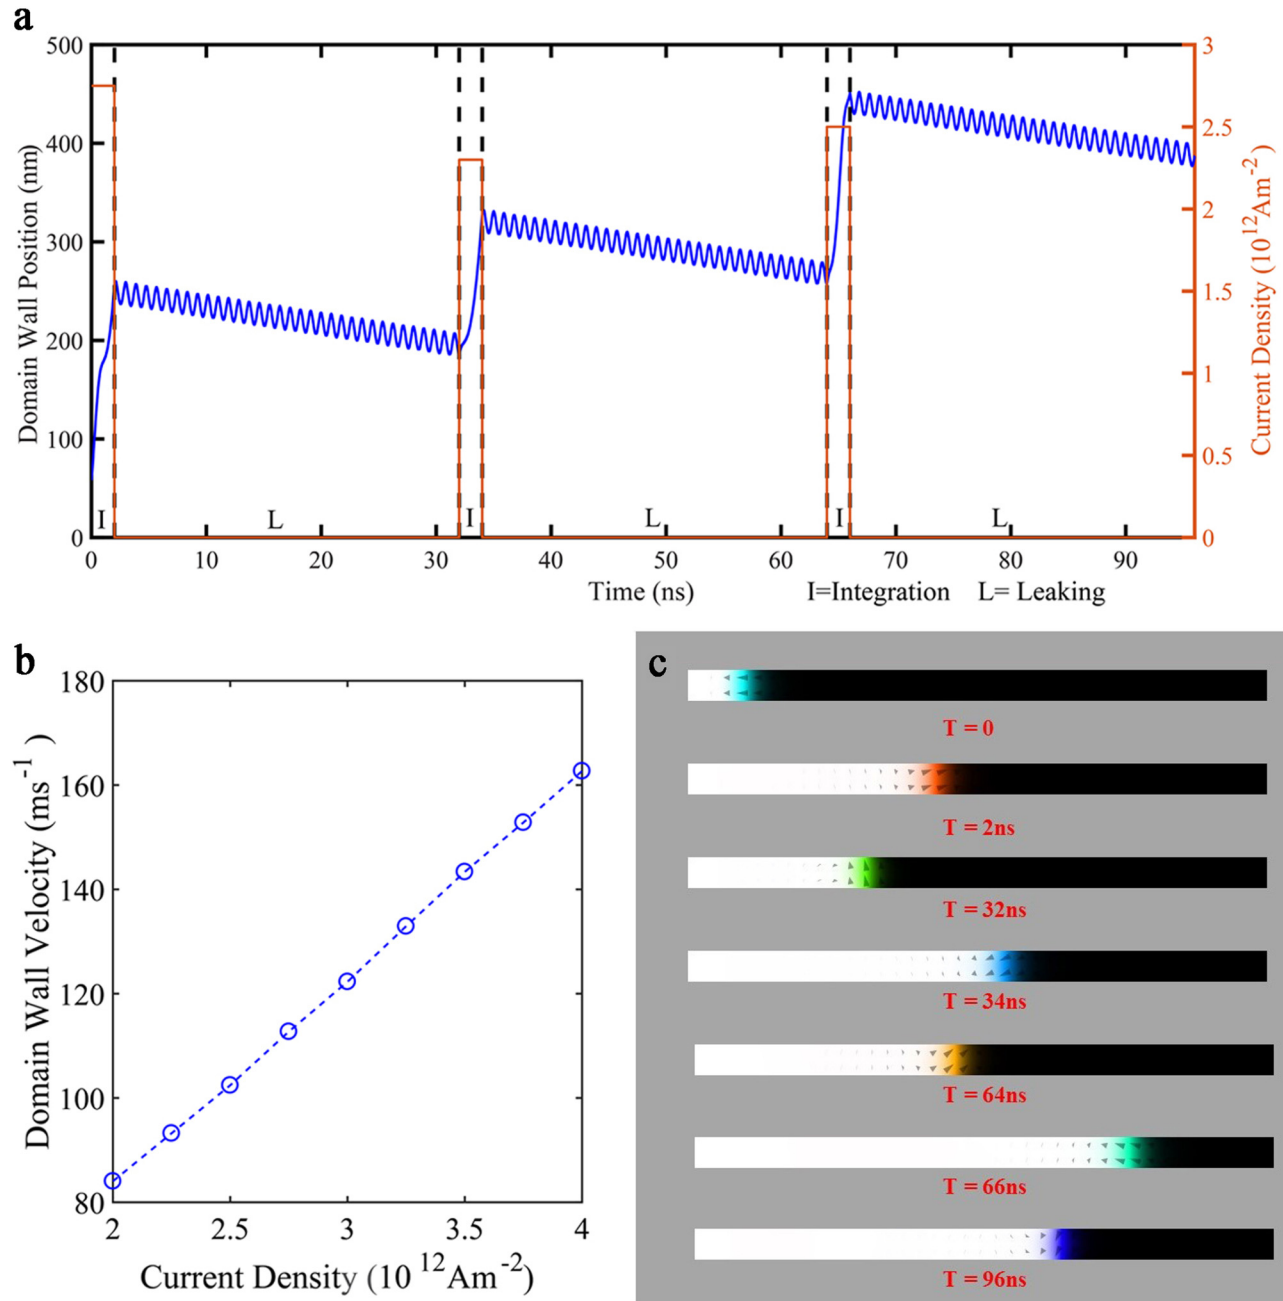 a
500
400
300
200
100
0
Domain Wall Position (nm)
3
2.5
2
1.5
1
0.5
0
Current Density (10^12Am^-2)
I L I L I L
0 10 20 30 40 50 60 70 80 90
Time (ns) I=Integration L= Leaking
b
180
160
140
120
100
80
Domain Wall Velocity (ms^-1 )
2 2.5 3 3.5 4
Current Density (10 ^12Am^-2)
c
T = 0
T = 2ns
T = 32ns
T = 34ns
T = 64ns
T = 66ns
T = 96ns